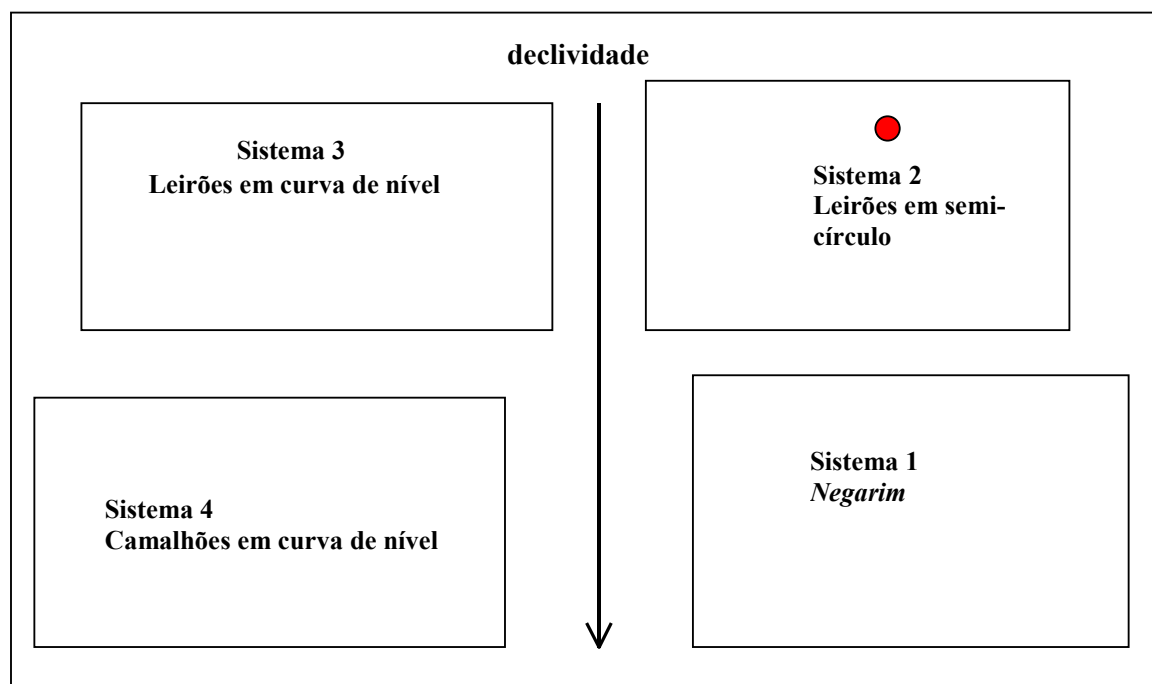 declividade
Sistema 3
Leirões em curva de nível
Sistema 2
Leirões em semi-
círculo
Sistema 4
Camalhões em curva de nível
Sistema 1
Negarim